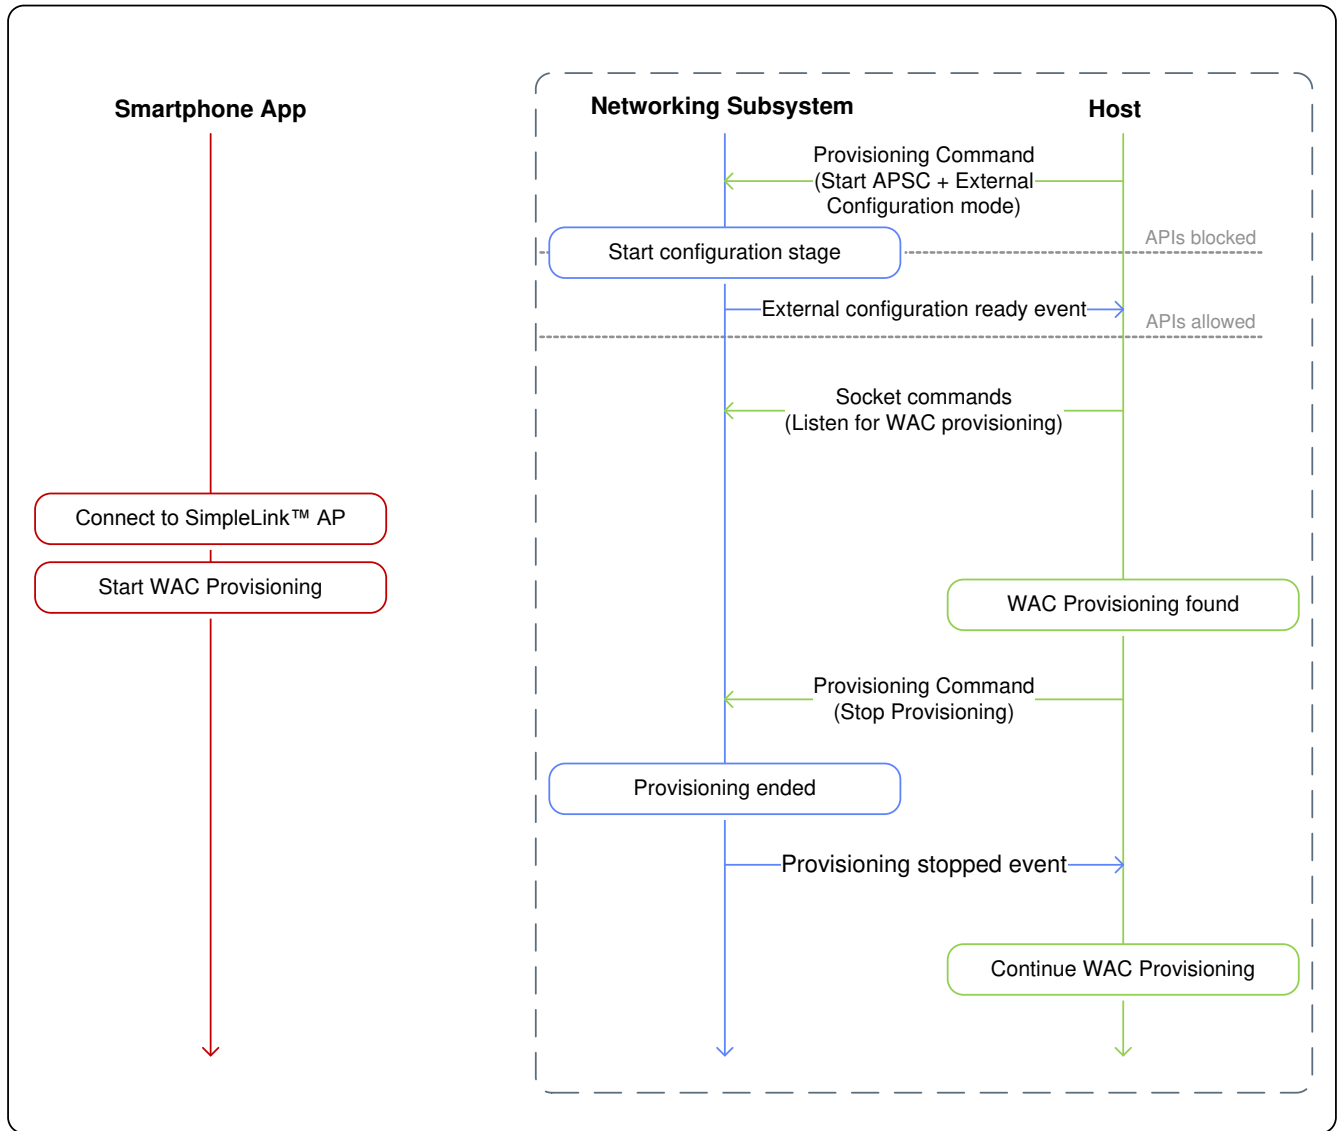 Smartphone App
Networking Subsystem
Host
Provisioning Command
(Start APSC + External
Configuration mode)
APIs blocked
Start configuration stage
External configuration ready event
APIs allowed
Socket commands
(Listen for WAC provisioning)
Connect to SimpleLink™ AP
Start WAC Provisioning
WAC Provisioning found
Provisioning Command
(Stop Provisioning)
Provisioning ended
Provisioning stopped event
Continue WAC Provisioning